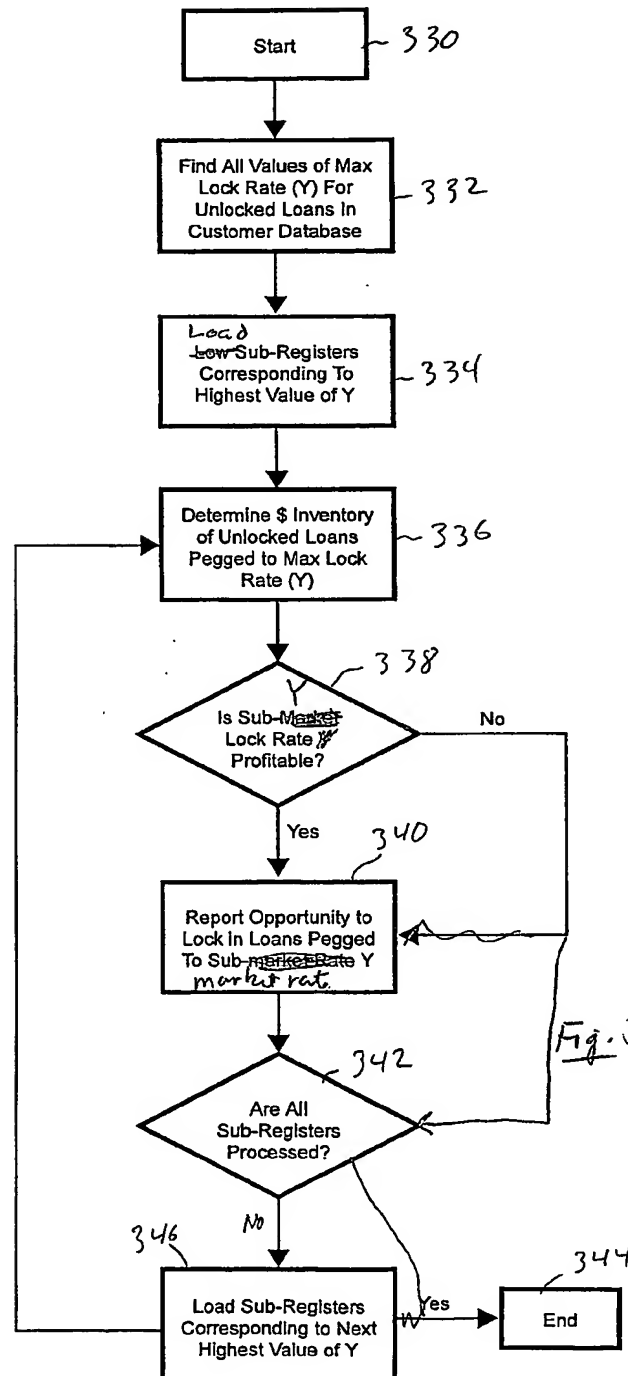 Start
330
Find All Values of Max
Lock Rate (Y) For
Unlocked Loans in
Customer Database
332
Load
Low Sub-Registers
Corresponding To
Highest Value of Y
334
Determine $ Inventory
of Unlocked Loans
Pegged to Max Lock
Rate (Y)
336
338
Y
Is Sub-Market
Lock Rate
Profitable?
No
Yes
340
Report Opportunity to
Lock in Loans Pegged
To Sub-market Rate Y
market rate
Fig.
342
Are All
Sub-Registers
Processed?
No
346
Load Sub-Registers
Corresponding to Next
Highest Value of Y
Yes
344
End